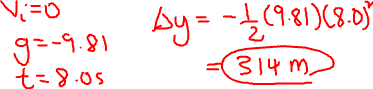 Vi=0
g=-9.81
t=8.0s
Δy = -1/2 (9.81)(8.0)²
= 314 m